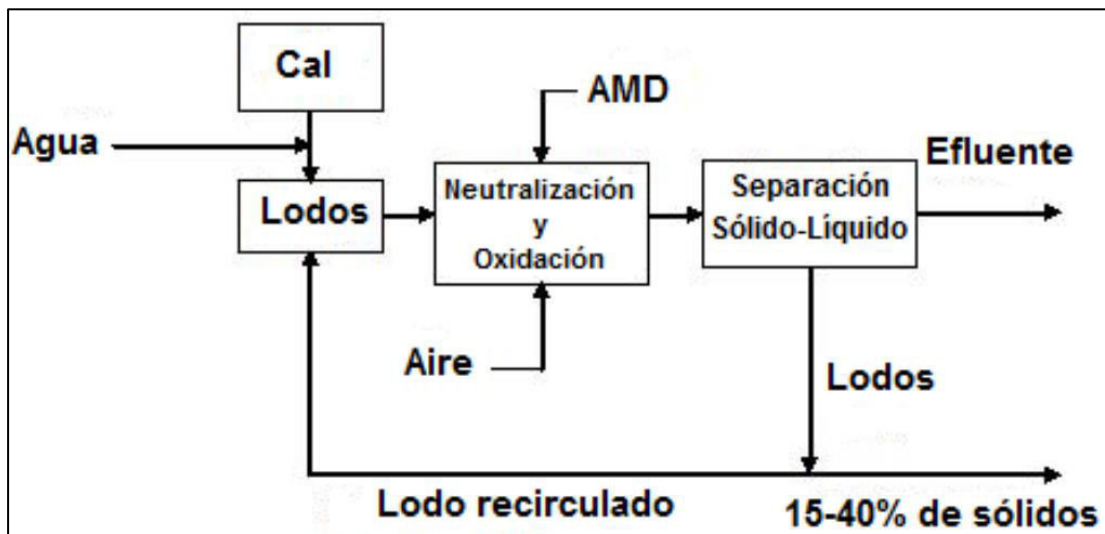 Cal
Agua
AMD
Efluente
Lodos
Neutralización
y
Oxidación
Separación
Sólido-Líquido
Aire
Lodos
Lodo recirculado
15-40% de sólidos